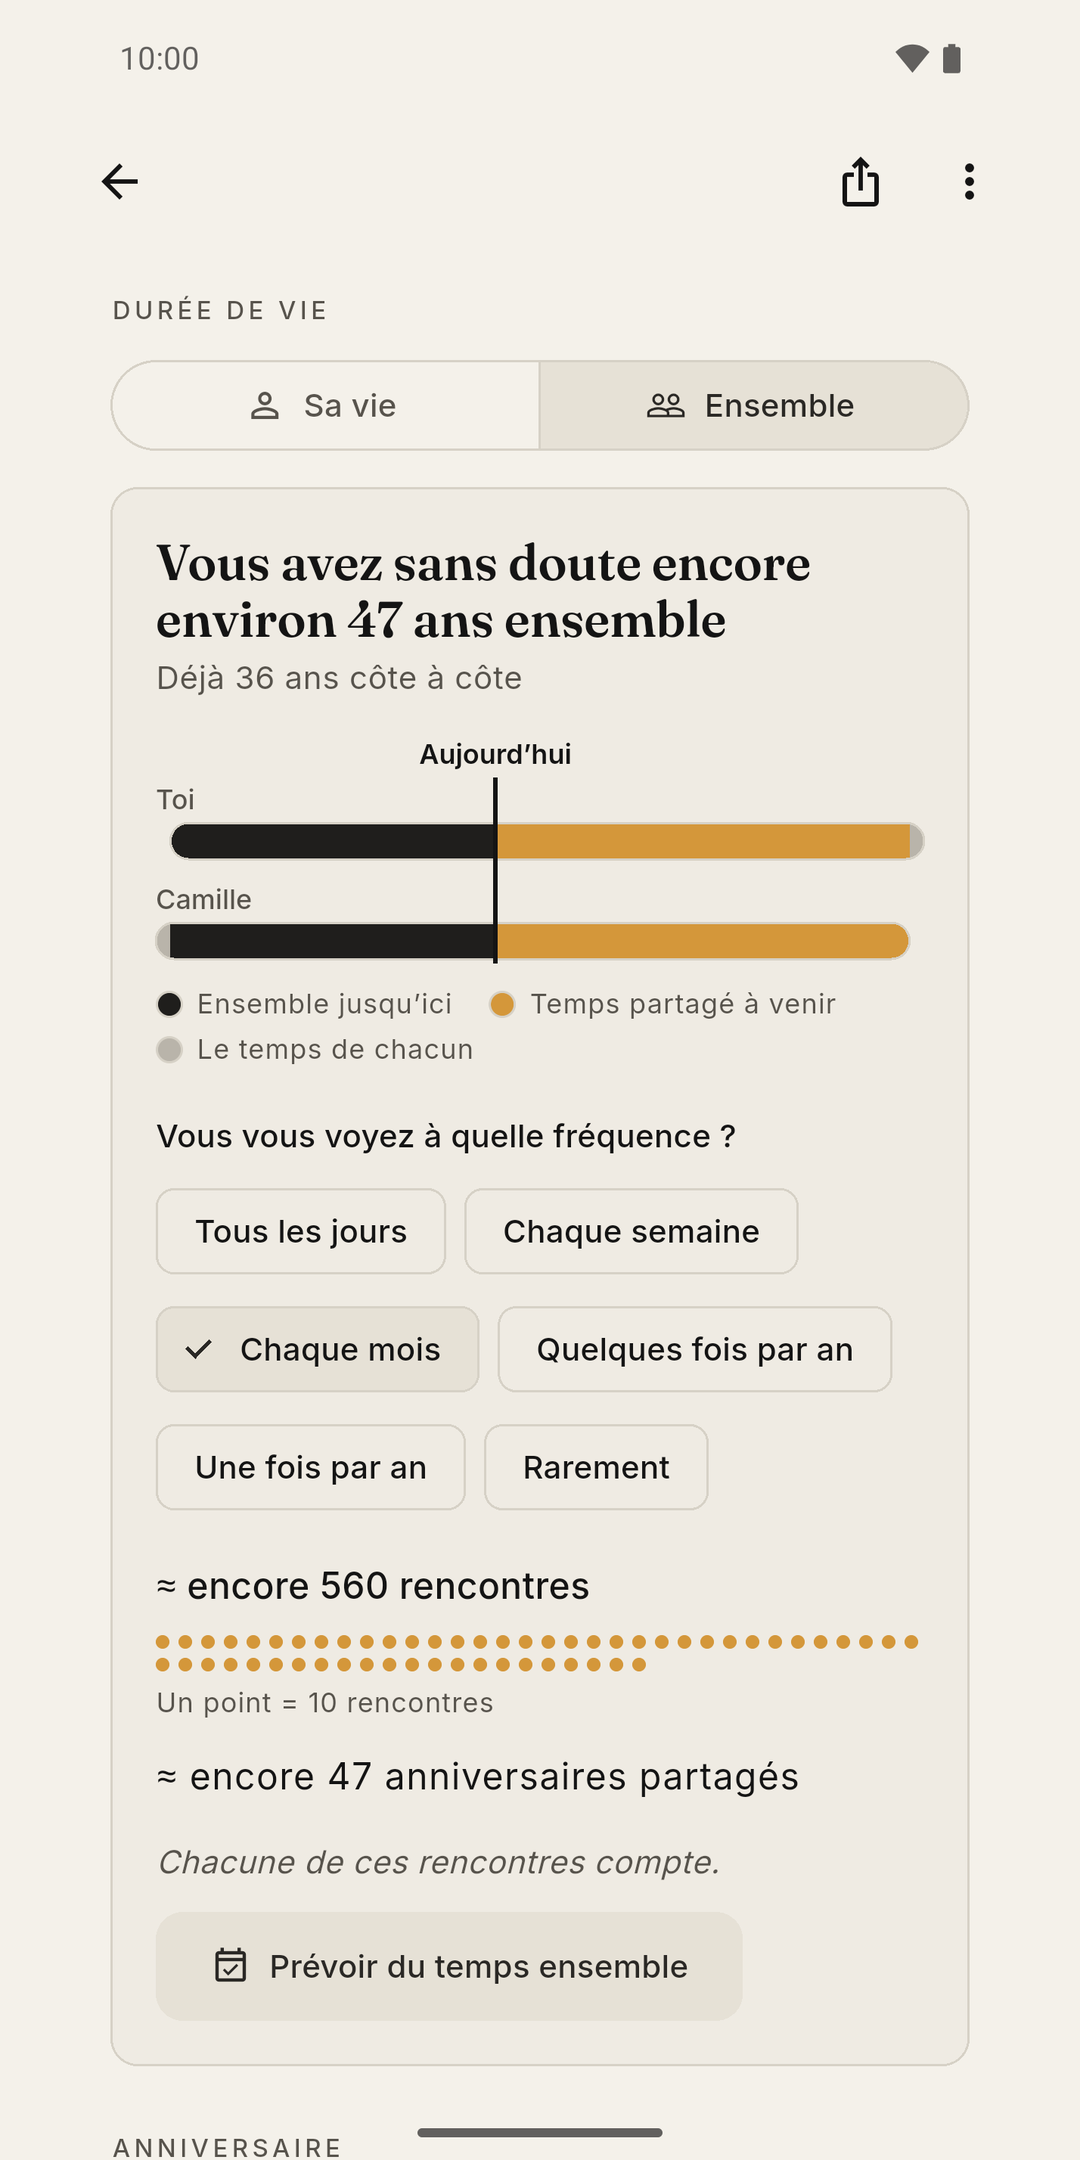 10:00
DURÉE DE VIE
Sa vie
Ensemble
Vous avez sans doute encore
environ 47 ans ensemble
Déjà 36 ans côte à côte
Aujourd’hui
Toi
Camille
Ensemble jusqu’ici
Temps partagé à venir
Le temps de chacun
Vous vous voyez à quelle fréquence ?
Tous les jours
Chaque semaine
Chaque mois
Quelques fois par an
Une fois par an
Rarement
≈ encore 560 rencontres
Un point = 10 rencontres
≈ encore 47 anniversaires partagés
Chacune de ces rencontres compte.
Prévoir du temps ensemble
ANNIVERSAIRE